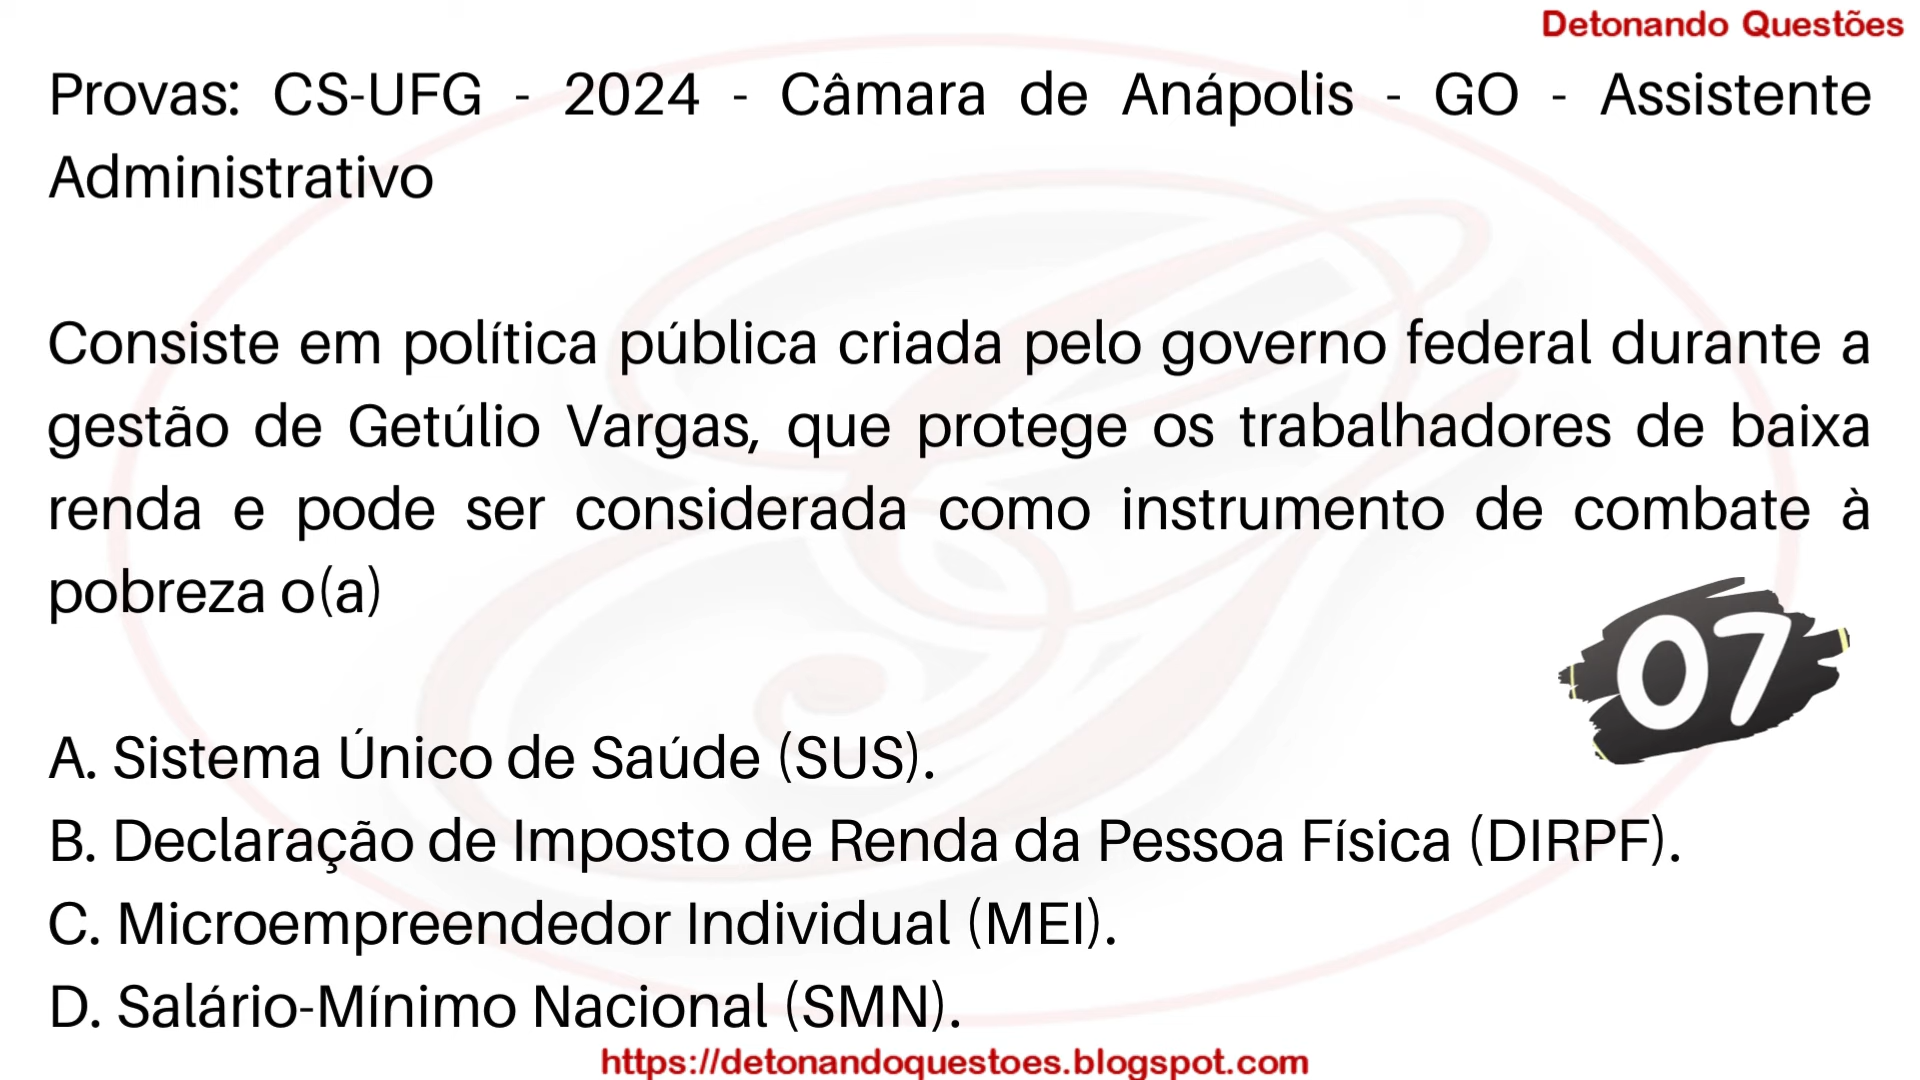 Detonando Questões
Provas: CS-UFG - 2024 - Câmara de Anápolis - GO - Assistente
Administrativo
Consiste em política pública criada pelo governo federal durante a
gestão de Getúlio Vargas, que protege os trabalhadores de baixa
renda e pode ser considerada como instrumento de combate à
pobreza o(a)
07
A. Sistema Único de Saúde (SUS).
B. Declaração de Imposto de Renda da Pessoa Física (DIRPF).
C. Microempreendedor Individual (MEI).
D. Salário-Mínimo Nacional (SMN).
https://detonandoquestoes.blogspot.com